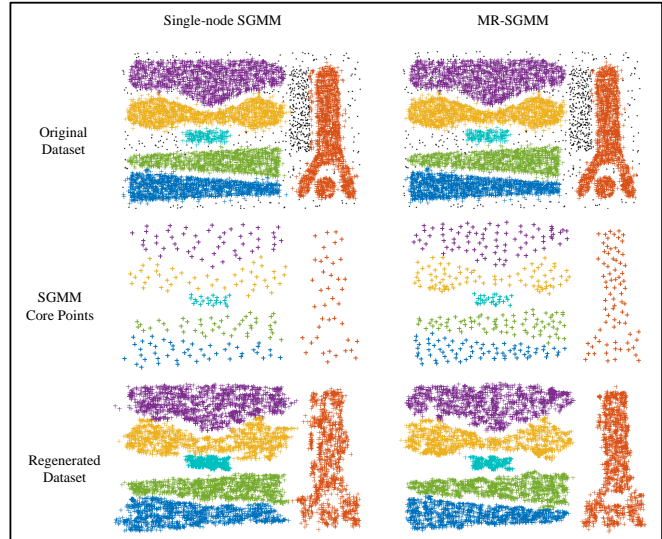 Single-node SGMM
MR-SGMM
Original
Dataset
SGMM
Core Points
Regenerated
Dataset